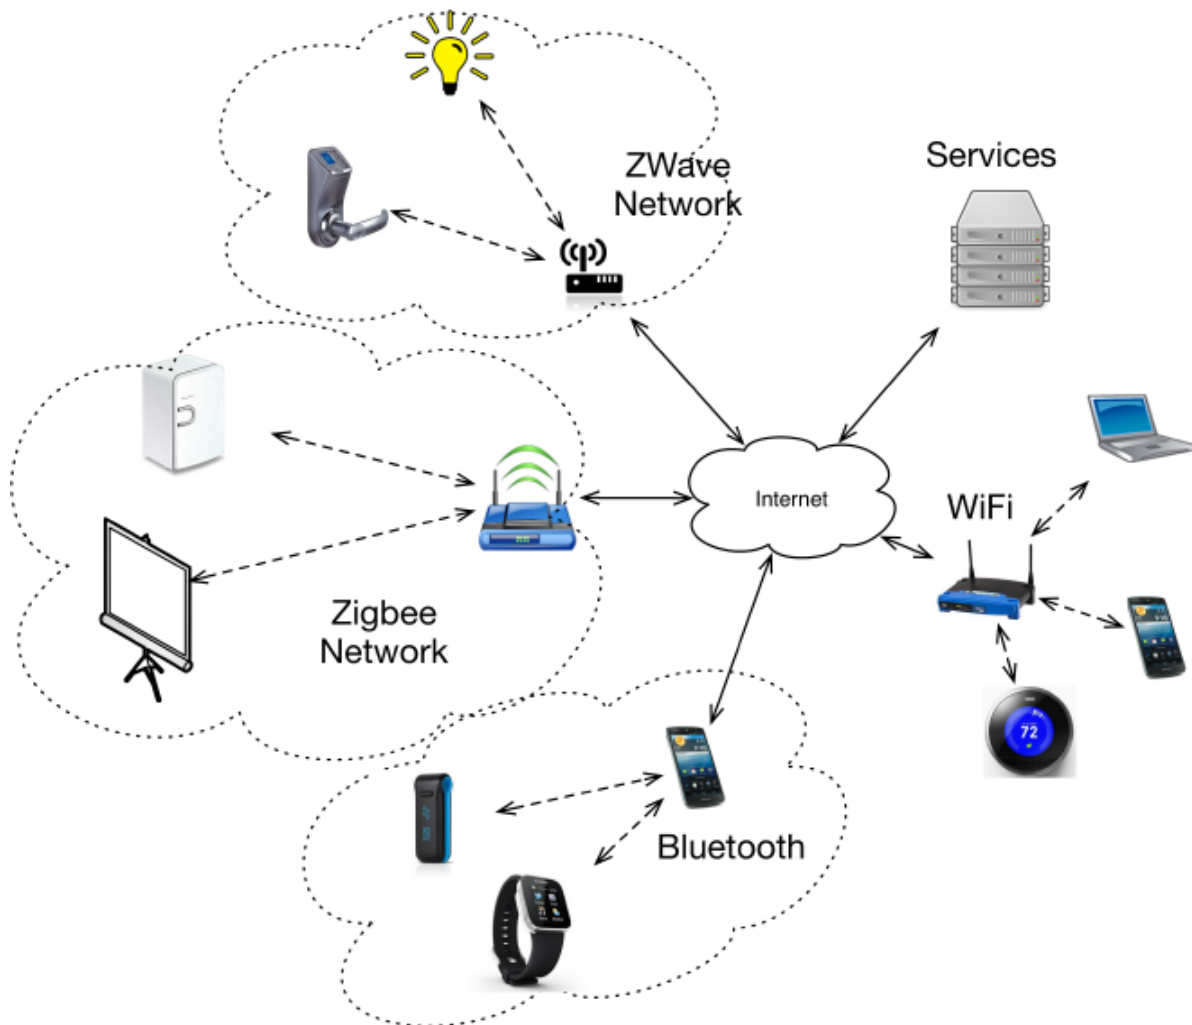 ZWave
Network
Services
Internet
WiFi
Zigbee
Network
72
Bluetooth